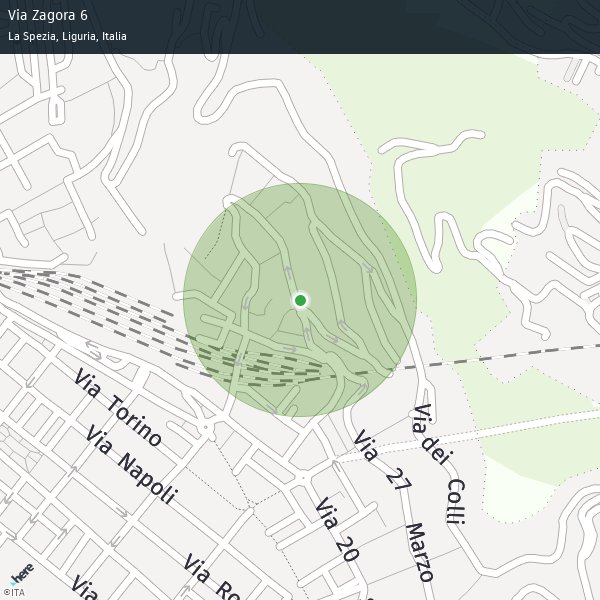 Via Zagora 6
La Spezia, Liguria, Italia
Via Torino
Via Napoli
Via dei Colli
Via 27 Marzo
Via 20
Via Ro
Via
here
©ITA